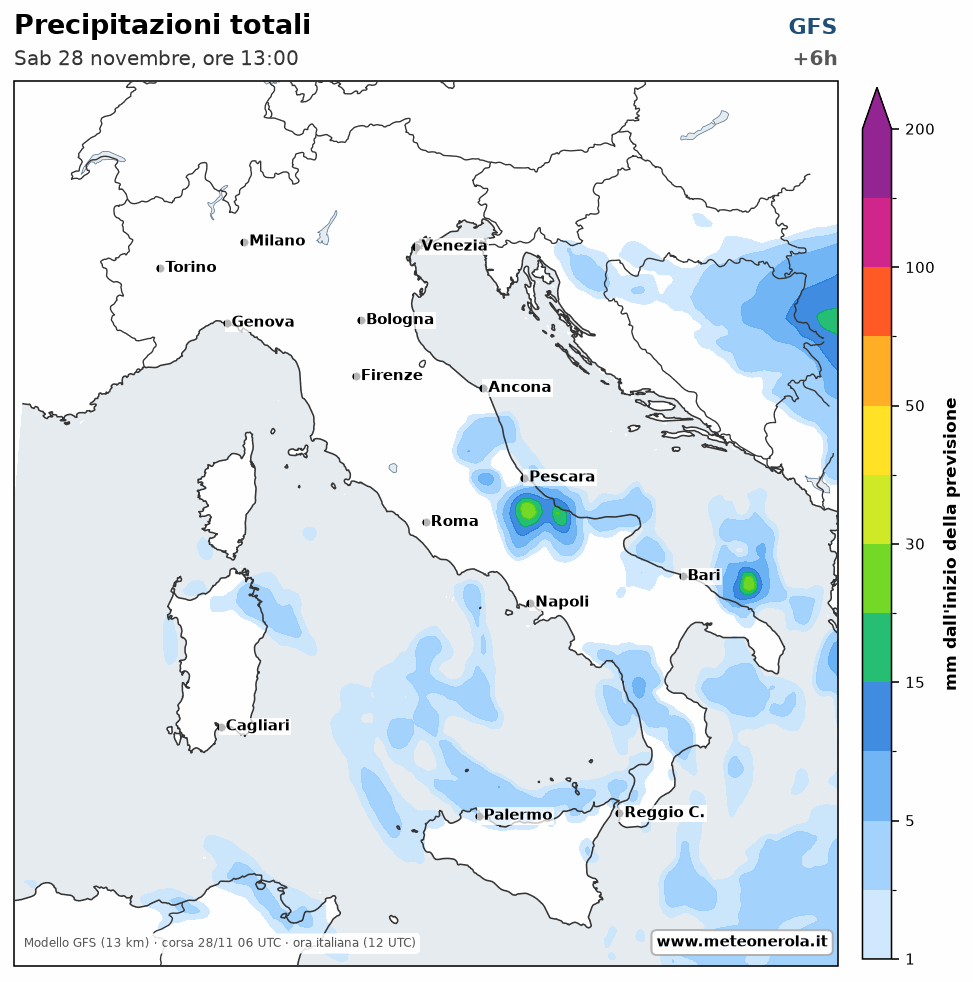 Precipitazioni totali
GFS
Sab 28 novembre, ore 13:00
+6h
200
100
50
30
15
5
1
mm dall'inizio della previsione
Milano
Venezia
Torino
Genova
Bologna
Firenze
Ancona
Pescara
Roma
Bari
Napoli
Cagliari
Palermo
Reggio C.
Modello GFS (13 km) · corsa 28/11 06 UTC · ora italiana (12 UTC)
www.meteonerola.it